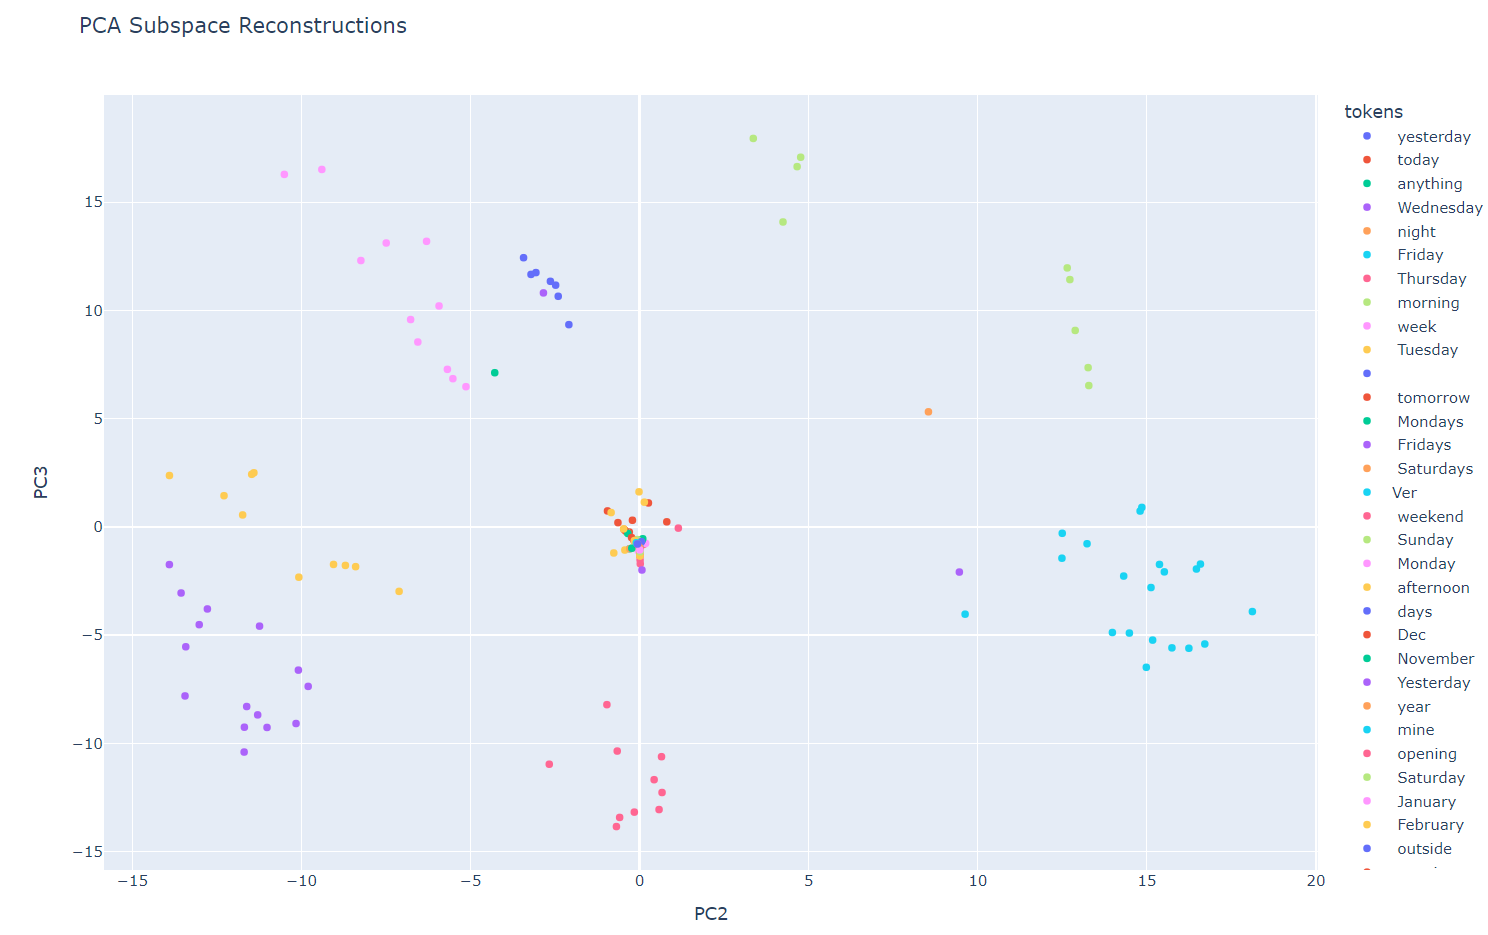 PCA Subspace Reconstructions
tokens
yesterday
today
anything
Wednesday
night
Friday
Thursday
morning
week
Tuesday
tomorrow
Mondays
Fridays
Saturdays
Ver
weekend
Sunday
Monday
afternoon
days
Dec
November
Yesterday
year
mine
opening
Saturday
January
February
outside
15
10
5
0
−5
−10
−15
PC3
−15 −10 −5 0 5 10 15 20
PC2